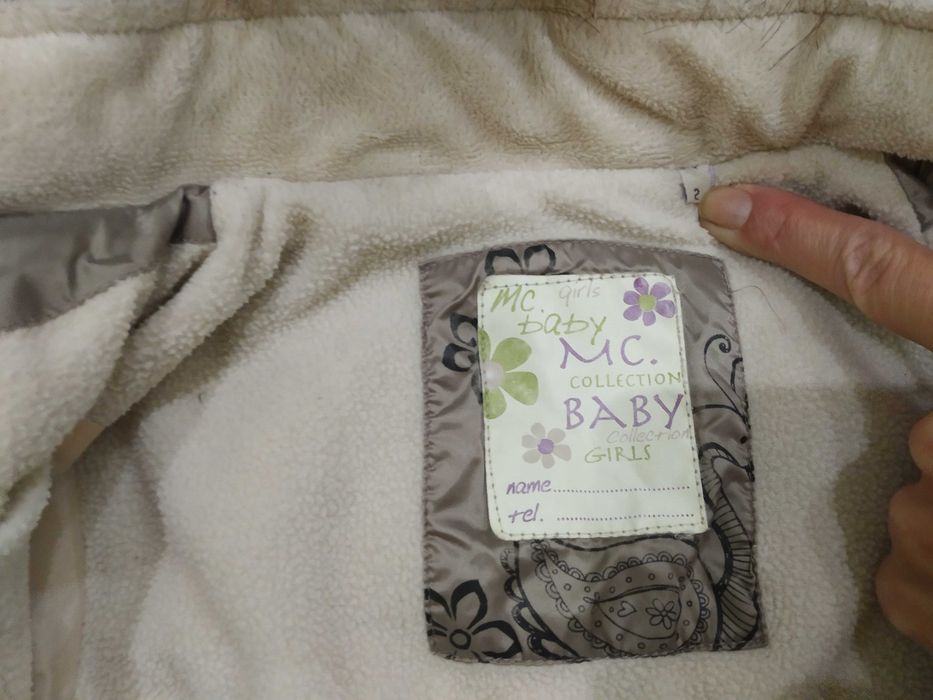 2
MC. girls
baby
MC.
COLLECTION
BABY
collection
GIRLS
name..............................
tel. ..............................